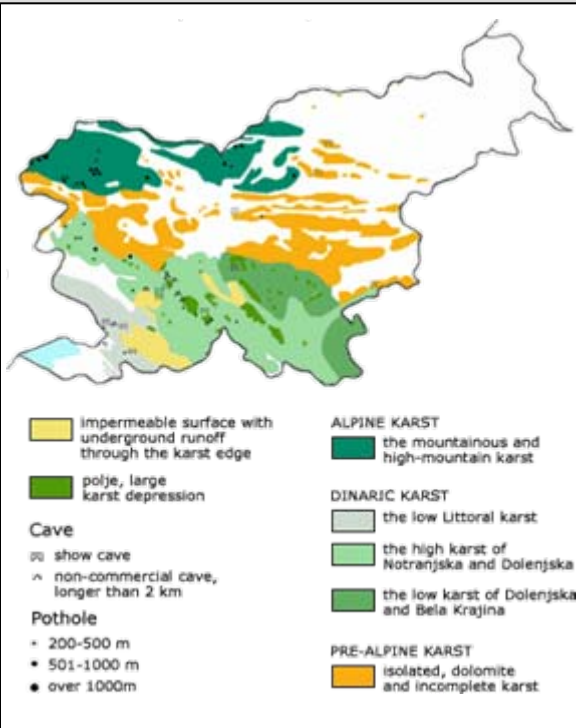 impermeable surface with
underground runoff
through the karst edge
polje, large
karst depression
Cave
show cave
non-commercial cave,
longer than 2 km
Pothole
200-500 m
501-1000 m
over 1000m
ALPINE KARST
the mountainous and
high-mountain karst
DINARIC KARST
the low Littoral karst
the high karst of
Notranjska and Dolenjska
the low karst of Dolenjska
and Bela Krajina
PRE-ALPINE KARST
isolated, dolomite
and incomplete karst